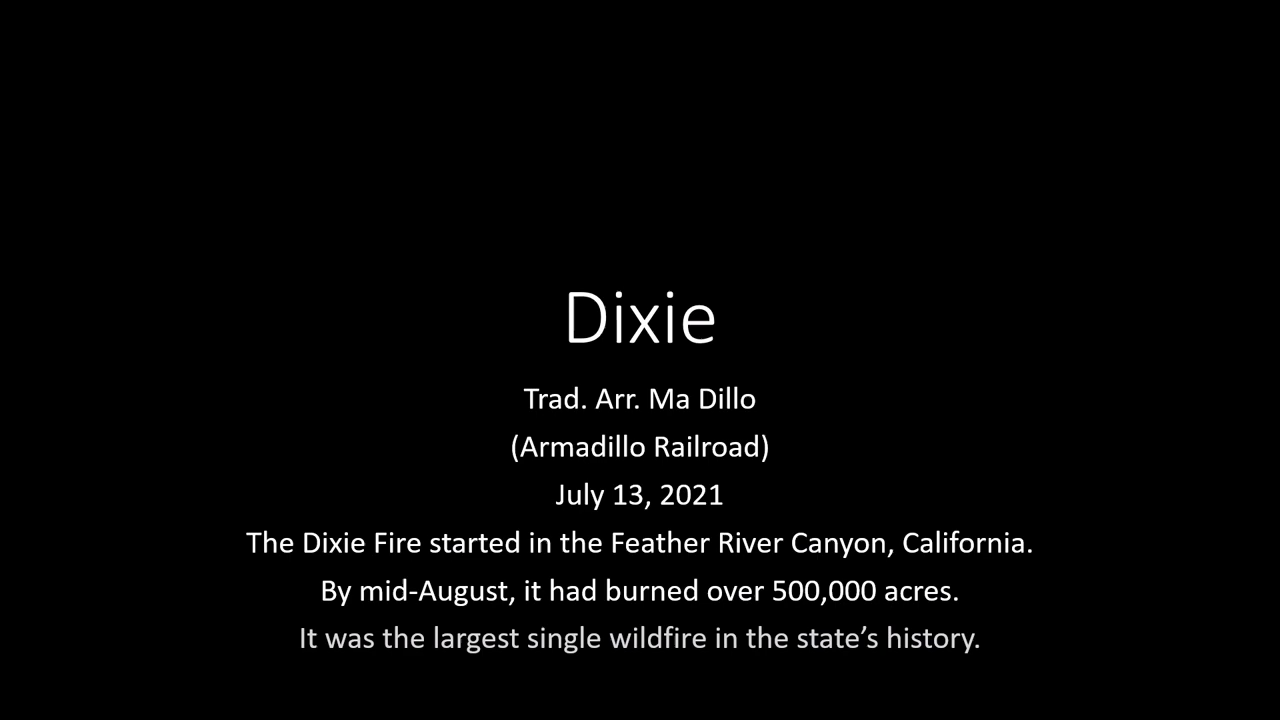 Dixie
Trad. Arr. Ma Dillo
(Armadillo Railroad)
July 13, 2021
The Dixie Fire started in the Feather River Canyon, California.
By mid-August, it had burned over 500,000 acres.
It was the largest single wildfire in the state’s history.